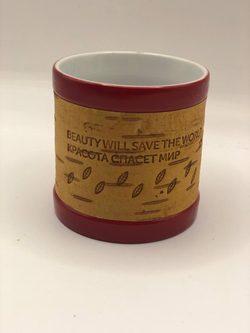 BEAUTY WILL SAVE THE WORLD
КРАСОТА СПАСЕТ МИР